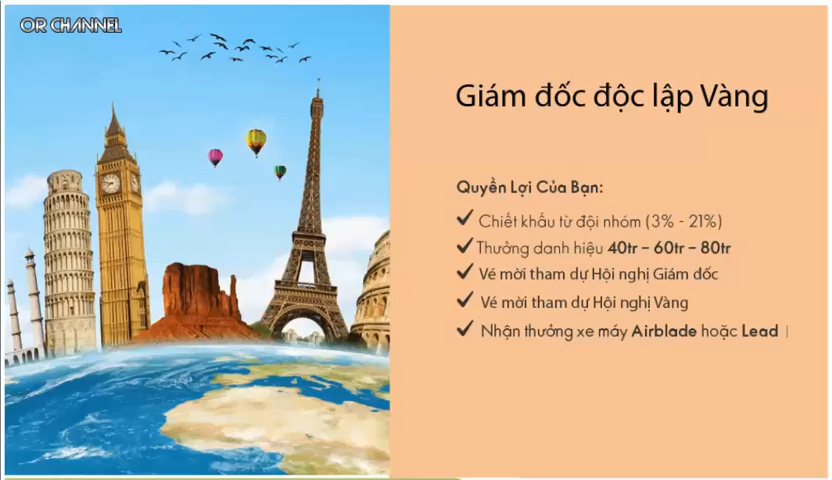 OR CHANNEL
Giám đốc độc lập Vàng
Quyền Lợi Của Bạn:
Chiết khấu từ đội nhóm (3% - 21%)
Thưởng danh hiệu 40tr – 60tr – 80tr
Vé mời tham dự Hội nghị Giám đốc
Vé mời tham dự Hội nghị Vàng
Nhận thưởng xe máy Airblade hoặc Lead